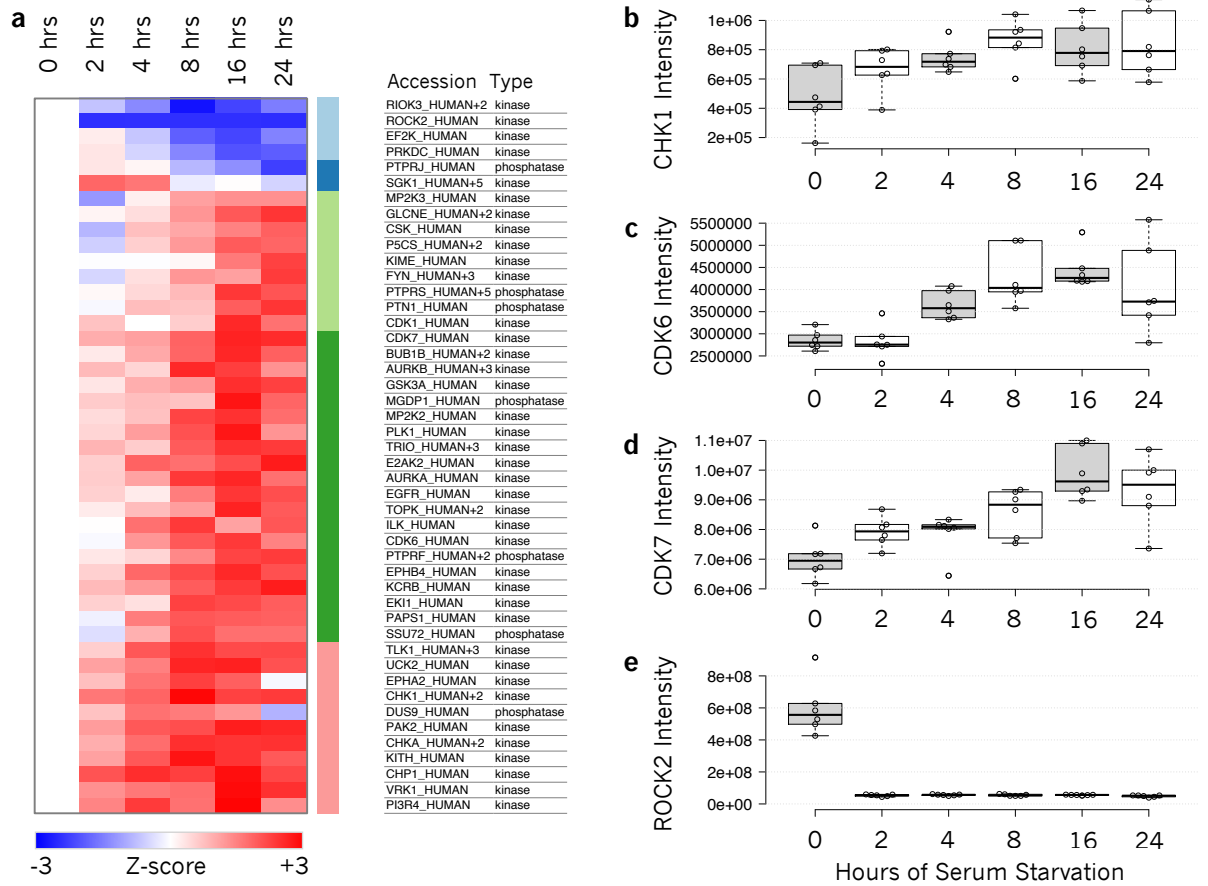 a
0 hrs
2 hrs
4 hrs
8 hrs
16 hrs
24 hrs
Accession Type
RIOK3_HUMAN+2 kinase
ROCK2_HUMAN kinase
EF2K_HUMAN kinase
PRKDC_HUMAN kinase
PTPRJ_HUMAN phosphatase
SGK1_HUMAN+5 kinase
MP2K3_HUMAN kinase
GLCNE_HUMAN+2 kinase
CSK_HUMAN kinase
P5CS_HUMAN+2 kinase
KIME_HUMAN kinase
FYN_HUMAN+3 kinase
PTPRS_HUMAN+5 phosphatase
PTN1_HUMAN phosphatase
CDK1_HUMAN kinase
CDK7_HUMAN kinase
BUB1B_HUMAN+2 kinase
AURKB_HUMAN+3 kinase
GSK3A_HUMAN kinase
MGDP1_HUMAN phosphatase
MP2K2_HUMAN kinase
PLK1_HUMAN kinase
TRIO_HUMAN+3 kinase
E2AK2_HUMAN kinase
AURKA_HUMAN kinase
EGFR_HUMAN kinase
TOPK_HUMAN+2 kinase
ILK_HUMAN kinase
CDK6_HUMAN kinase
PTPRF_HUMAN+2 phosphatase
EPHB4_HUMAN kinase
KCRB_HUMAN kinase
EKI1_HUMAN kinase
PAPS1_HUMAN kinase
SSU72_HUMAN phosphatase
TLK1_HUMAN+3 kinase
UCK2_HUMAN kinase
EPHA2_HUMAN kinase
CHK1_HUMAN+2 kinase
DUS9_HUMAN phosphatase
PAK2_HUMAN kinase
CHKA_HUMAN+2 kinase
KITH_HUMAN kinase
CHP1_HUMAN kinase
VRK1_HUMAN kinase
PI3R4_HUMAN kinase
-3 Z-score +3
b
CHK1 Intensity
1e+06
8e+05
6e+05
4e+05
2e+05
0 2 4 8 16 24
c
CDK6 Intensity
5500000
5000000
4500000
4000000
3500000
3000000
2500000
0 2 4 8 16 24
d
CDK7 Intensity
1.1e+07
1.0e+07
9.0e+06
8.0e+06
7.0e+06
6.0e+06
0 2 4 8 16 24
e
ROCK2 Intensity
8e+08
6e+08
4e+08
2e+08
0e+00
0 2 4 8 16 24
Hours of Serum Starvation